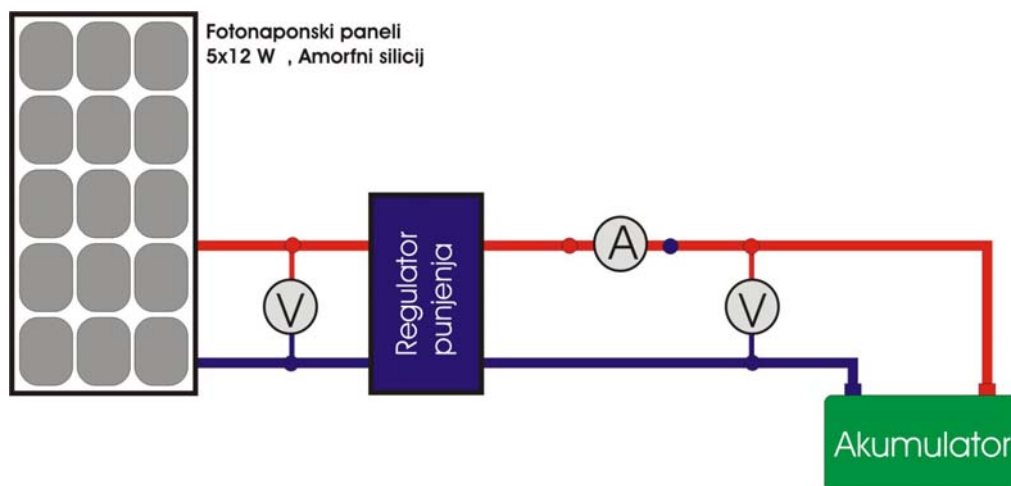 Fotonaponski paneli
5x12 W , Amorfni silicij
V
Regulator
punjenja
A
V
Akumulator